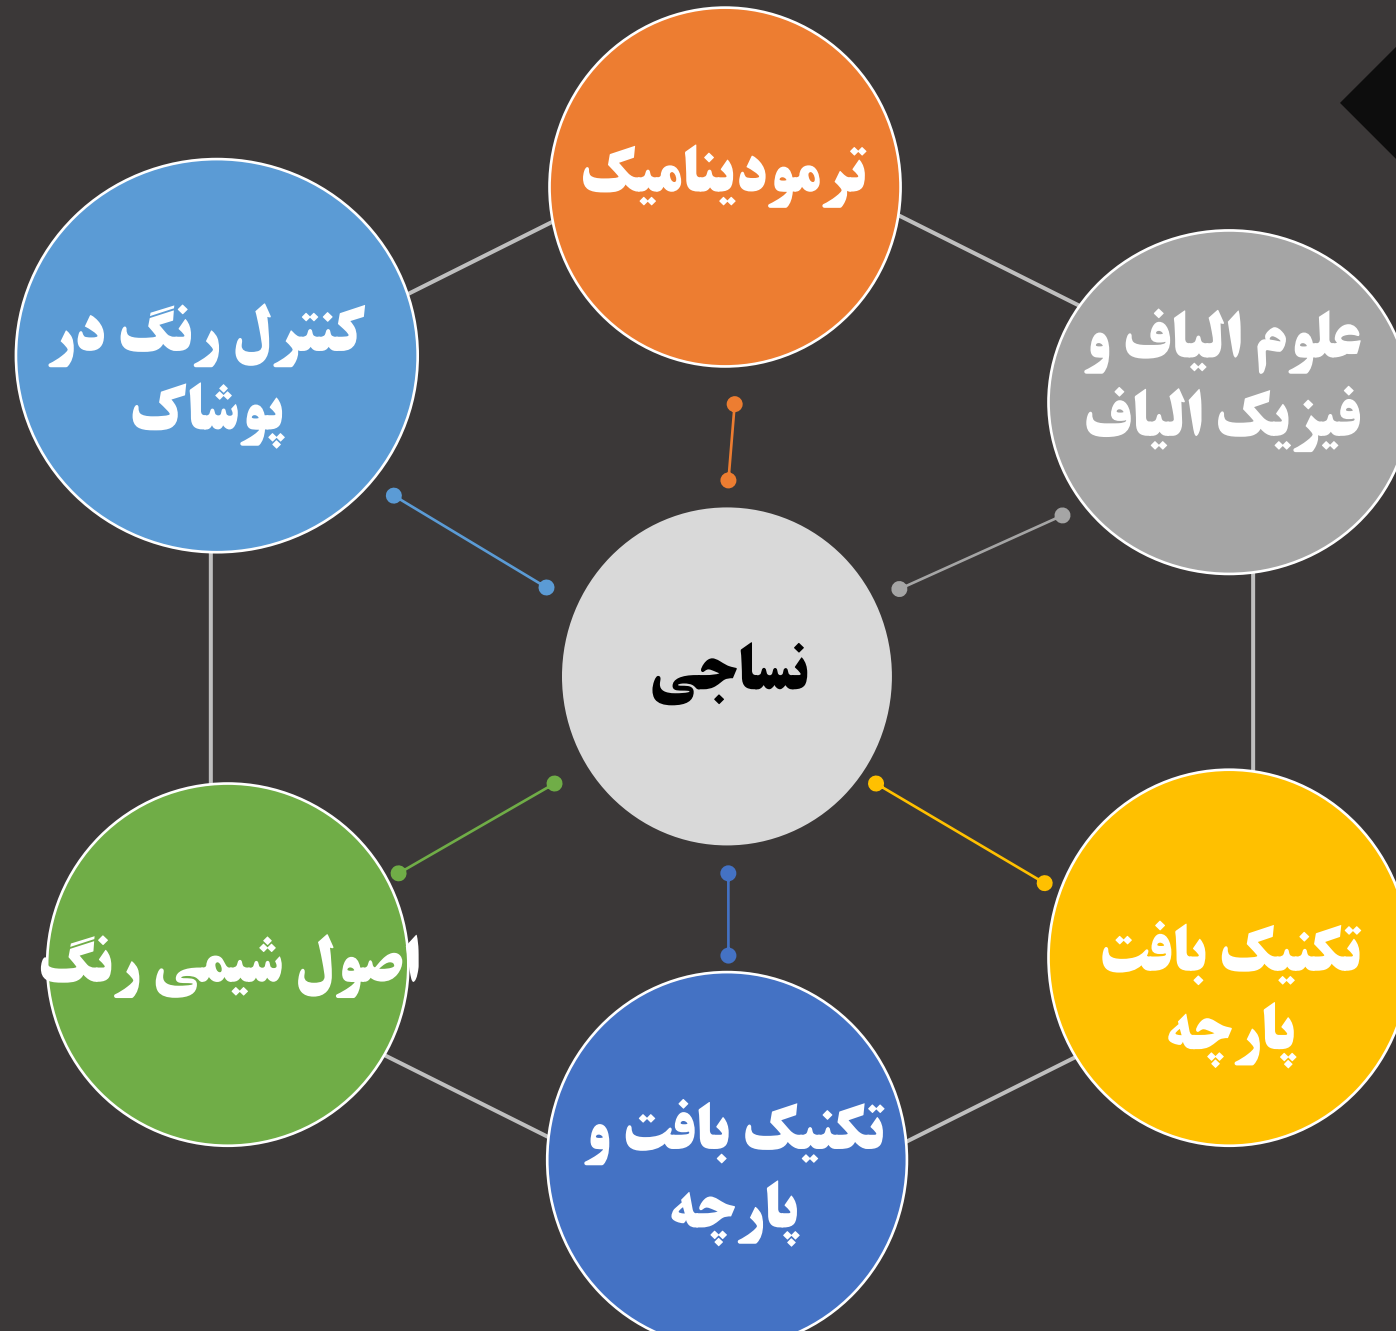 ترمودینامیک
علوم الیاف و
فیزیک الیاف
کنترل رنگ در
پوشاک
نساجی
تکنیک بافت
پارچه
اصول شیمی رنگ
تکنیک بافت و
پارچه